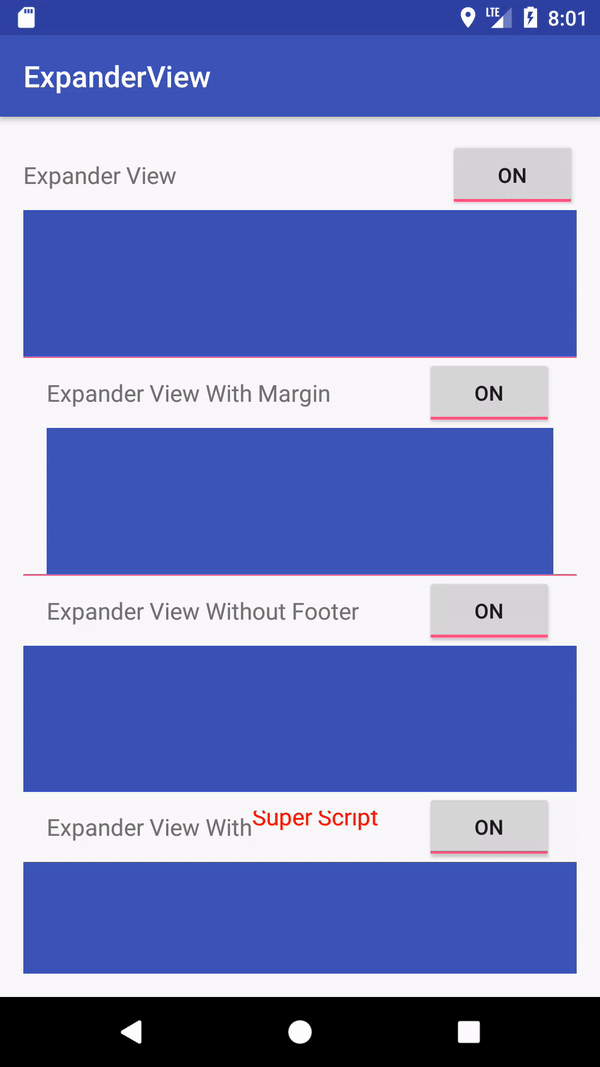 LTE 8:01
ExpanderView
Expander View ON
Expander View With Margin ON
Expander View Without Footer ON
Expander View With Super Script ON